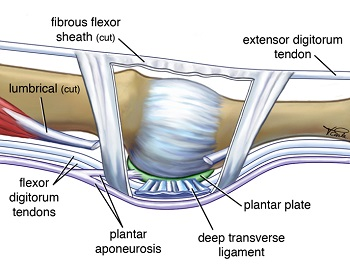 fibrous flexor
sheath (cut)
extensor digitorum
tendon
lumbrical (cut)
flexor
digitorum
tendons
plantar
aponeurosis
deep transverse
ligament
plantar plate